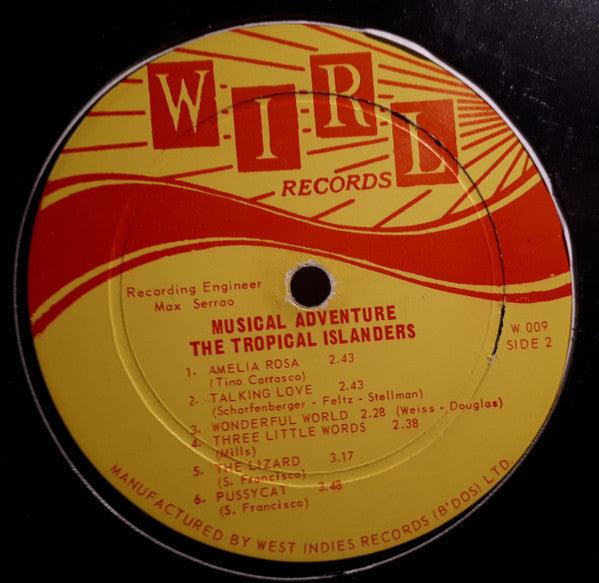 W·I·R·L
RECORDS
Recording Engineer
Max Serrao
MUSICAL ADVENTURE
THE TROPICAL ISLANDERS
W 009
SIDE 2
1. AMELIA ROSA 2.43
(Tino Carrasco)
2. TALKING LOVE 2.43
(Scharfenberger - Feltz - Stellman)
3. WONDERFUL WORLD 2.28 (Weiss - Douglas)
4. THREE LITTLE WORDS 2.38
(Mills)
5. THE LIZARD 3.17
(S. Francisco)
6. PUSSYCAT 3.48
(S. Francisco)
MANUFACTURED BY WEST INDIES RECORDS (B'DOS) LTD.